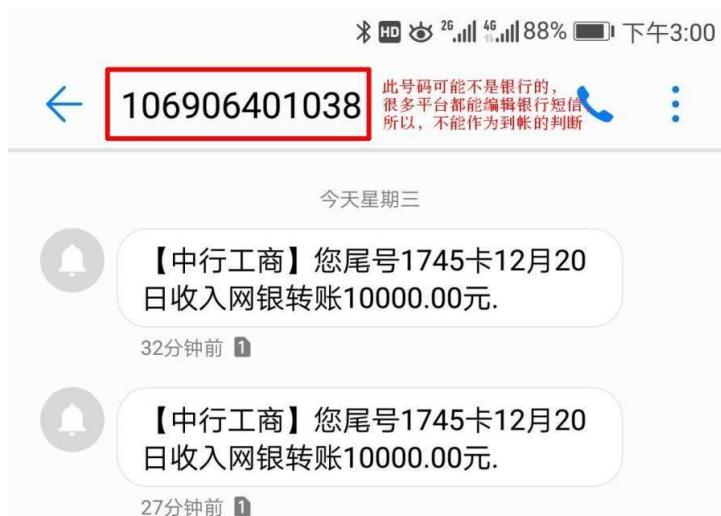 HD 2G 4G 88% 下午3:00
106906401038
此号码可能不是银行的，
很多平台都能编辑银行短信
所以，不能作为到帐的判断
今天星期三
【中行工商】您尾号1745卡12月20
日收入网银转账10000.00元.
32分钟前 1
【中行工商】您尾号1745卡12月20
日收入网银转账10000.00元.
27分钟前 1